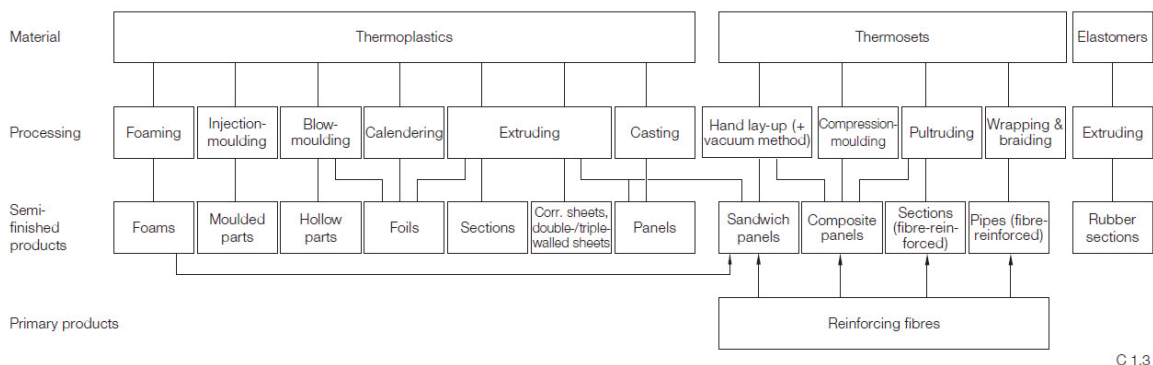 Material
Thermoplastics
Thermosets
Elastomers
Processing
Foaming
Injection-
moulding
Blow-
moulding
Calendering
Extruding
Casting
Hand lay-up (+
vacuum method)
Compression-
moulding
Pultruding
Wrapping &
braiding
Extruding
Semi-
finished
products
Foams
Moulded
parts
Hollow
parts
Foils
Sections
Corr. sheets,
double-/triple-
walled sheets
Panels
Sandwich
panels
Composite
panels
Sections
(fibre-rein-
forced)
Pipes (fibre-
reinforced)
Rubber
sections
Primary products
Reinforcing fibres
C 1.3